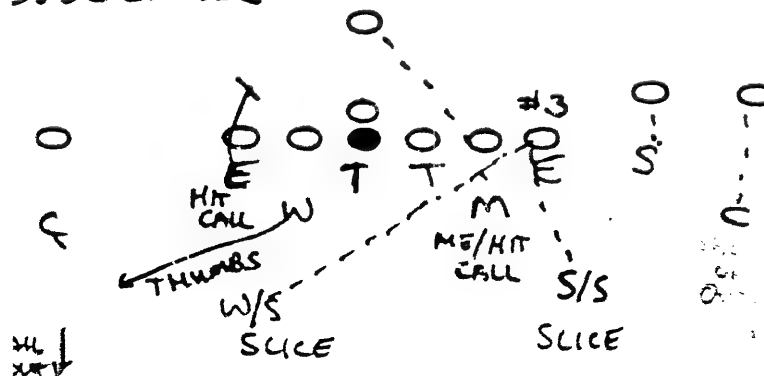 #3
E T T E S
HIT
CALL
W
M
C
C
THUMBS
ME/HIT
CALL
W/S
S/S
SLICE
SLICE